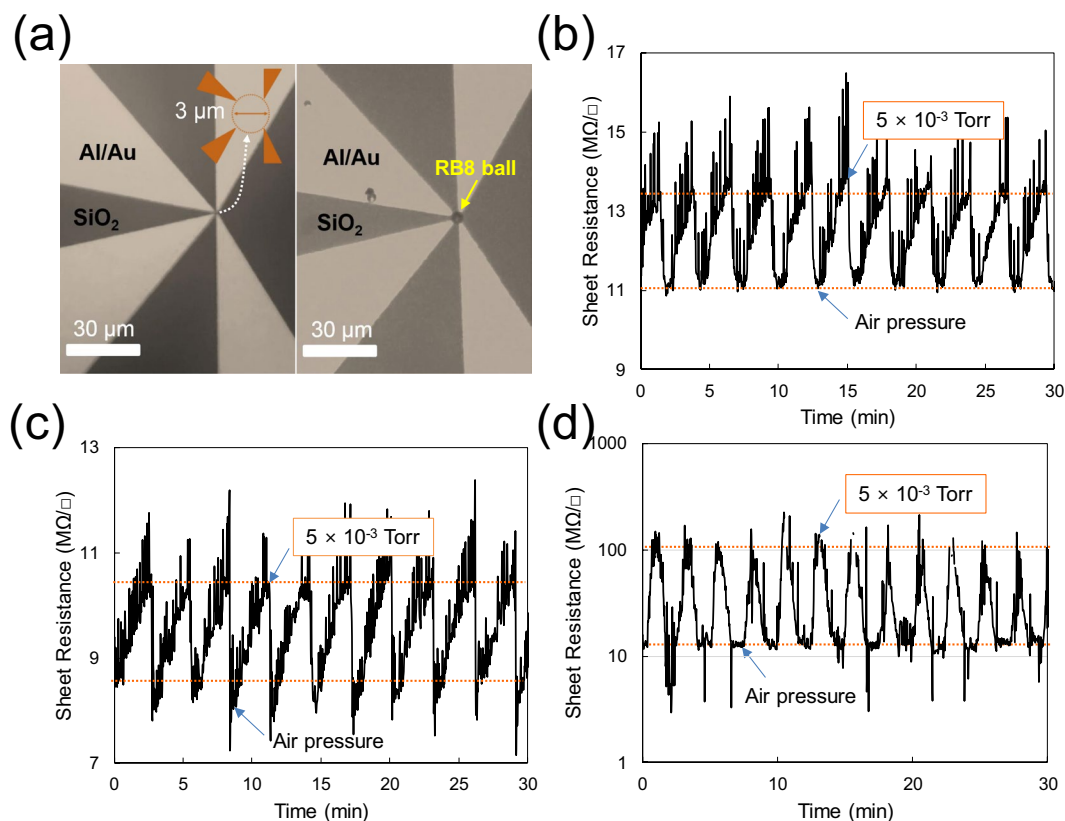 (a)
3 μm
Al/Au
SiO₂
30 μm
Al/Au
RB8 ball
SiO₂
30 μm
(b)
Sheet Resistance (MΩ/□)
17
15
13
11
9
5 × 10⁻³ Torr
Air pressure
0 5 10 15 20 25 30
Time (min)
(c)
Sheet Resistance (MΩ/□)
13
11
9
7
5 × 10⁻³ Torr
Air pressure
0 5 10 15 20 25 30
Time (min)
(d)
Sheet Resistance (MΩ/□)
1000
100
10
1
5 × 10⁻³ Torr
Air pressure
0 10 20 30
Time (min)